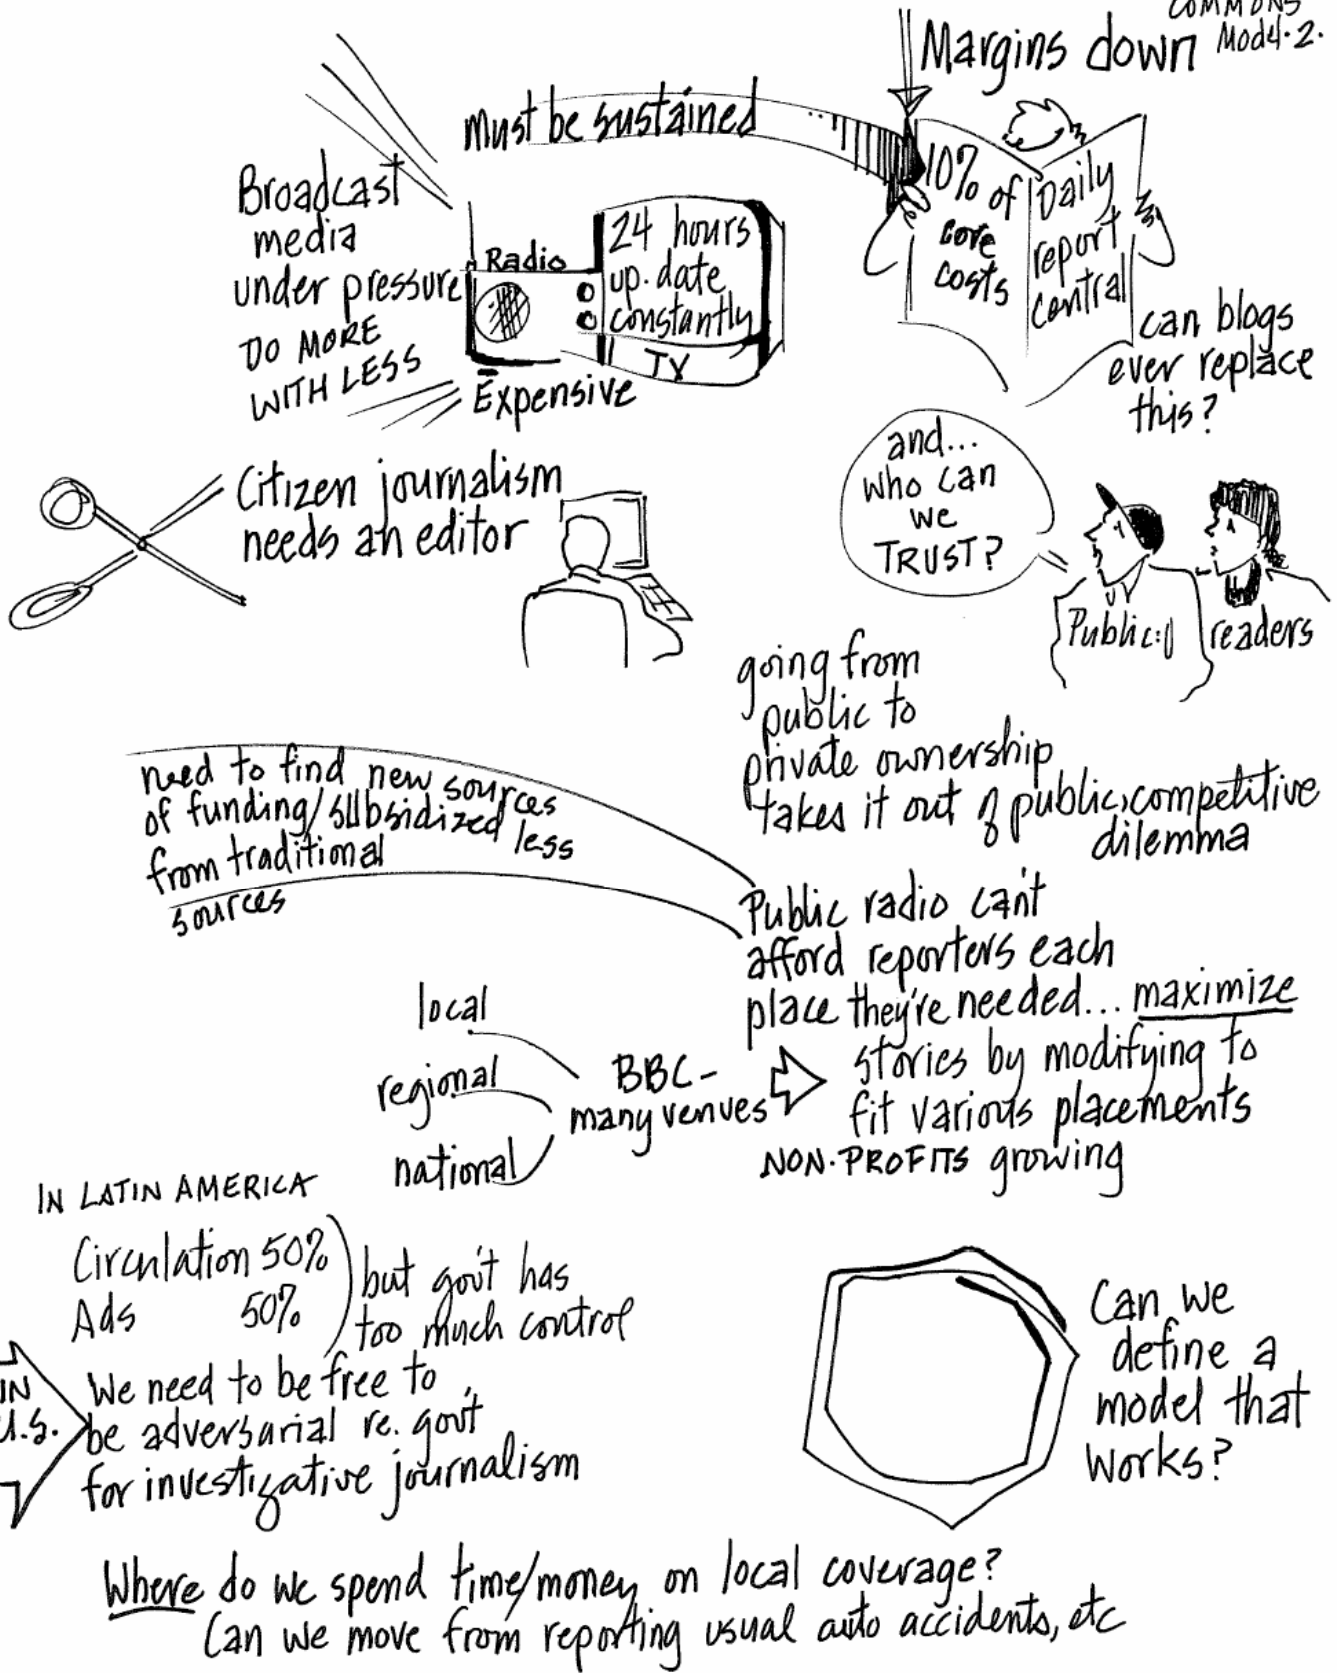 COMMONS
Mod4.2.
Margins down
must be sustained
10% of
core
costs
Daily
report
central
Broadcast
media
under pressure
DO MORE
WITH LESS
Radio
24 hours
up.date
constantly
TV
Expensive
can blogs
ever replace
this?
and...
who can
we
TRUST?
Public:
readers
Citizen journalism
needs an editor
going from
public to
private ownership
takes it out of public, competitive
dilemma
need to find new sources
of funding/subsidized less
from traditional
sources
Public radio can't
afford reporters each
place they're needed... maximize
stories by modifying to
fit various placements
NON-PROFITS growing
local
regional
national
BBC-
many venues
IN LATIN AMERICA
Circulation 50%
Ads 50%
but gov't has
too much control
IN
U.S.
We need to be free to
be adversarial re. gov't
for investigative journalism
Can we
define a
model that
works?
Where do we spend time/money on local coverage?
Can we move from reporting usual auto accidents, etc